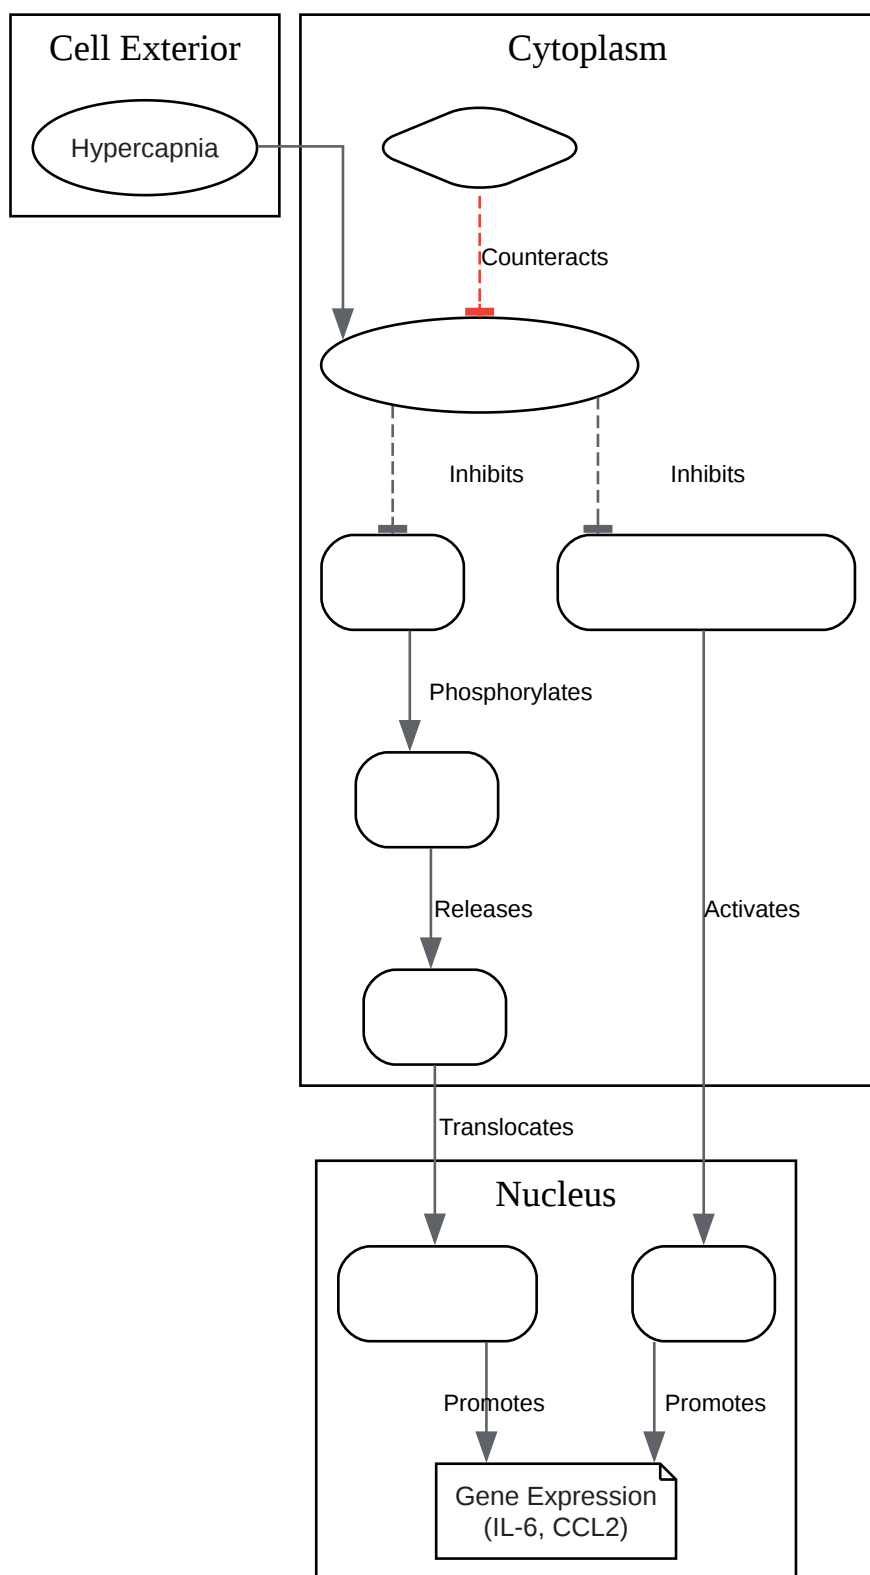 Cell Exterior
Cytoplasm
Hypercapnia
Counteracts
Inhibits
Inhibits
Phosphorylates
Releases
Activates
Translocates
Nucleus
Promotes
Promotes
Gene Expression
(IL-6, CCL2)